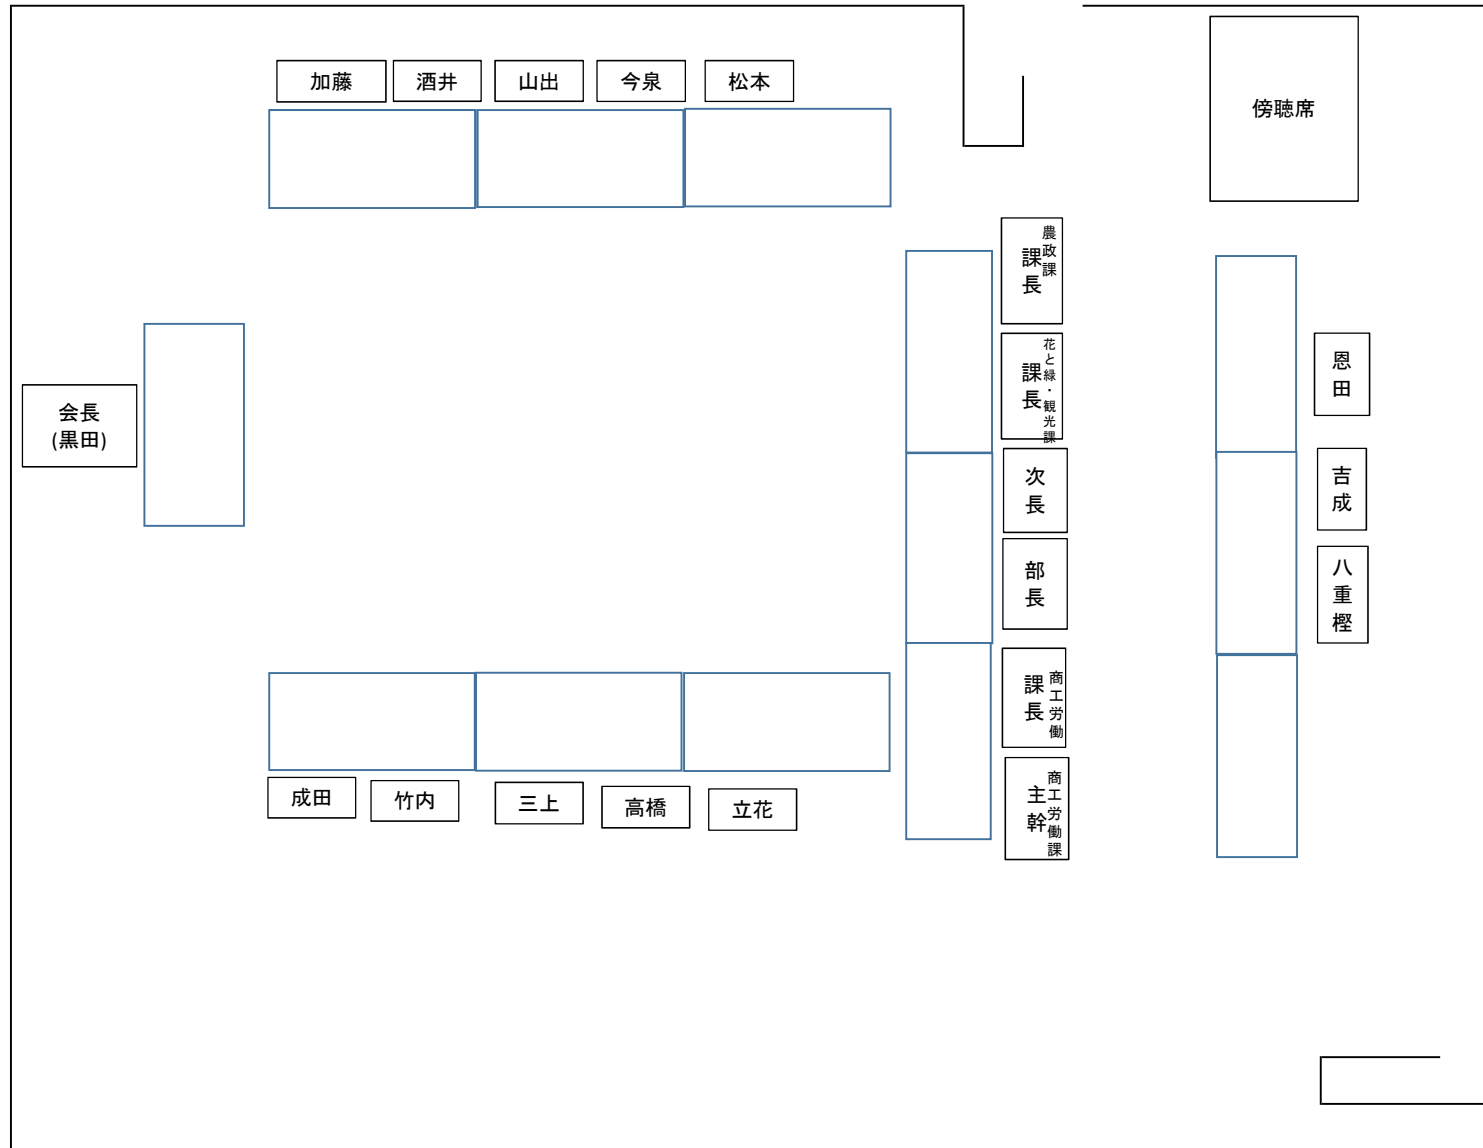 加藤
酒井
山出
今泉
松本
傍聴席
農政課
課長
花と緑・観光課
課長
次長
部長
商工労働
課長
商工労働課
主幹
恩田
吉成
八重樫
会長
(黒田)
成田
竹内
三上
高橋
立花